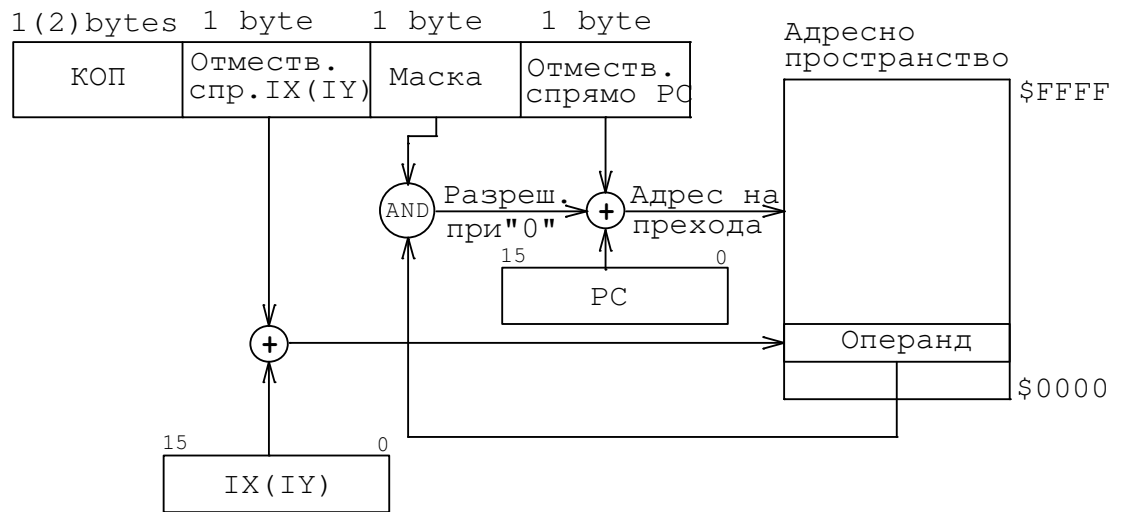 1(2)bytes 1 byte 1 byte 1 byte
КОП
Отместв.
спр.IX(IY)
Маска
Отместв.
спрямо PC
Адресно
пространство
$FFFF
AND
Разреш.
при"0"
+
Адрес на
прехода
15 0
PC
+
Операнд
$0000
15 0
IX(IY)